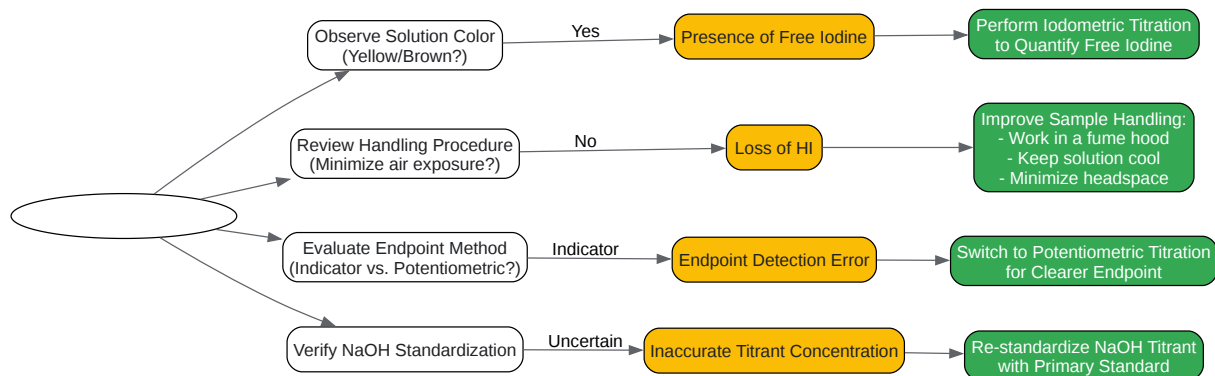 Observe Solution Color
(Yellow/Brown?)
Yes
Presence of Free Iodine
Perform Iodometric Titration
to Quantify Free Iodine
Review Handling Procedure
(Minimize air exposure?)
No
Loss of HI
Improve Sample Handling:
- Work in a fume hood
- Keep solution cool
- Minimize headspace
Evaluate Endpoint Method
(Indicator vs. Potentiometric?)
Indicator
Endpoint Detection Error
Switch to Potentiometric Titration
for Clearer Endpoint
Verify NaOH Standardization
Uncertain
Inaccurate Titrant Concentration
Re-standardize NaOH Titrant
with Primary Standard